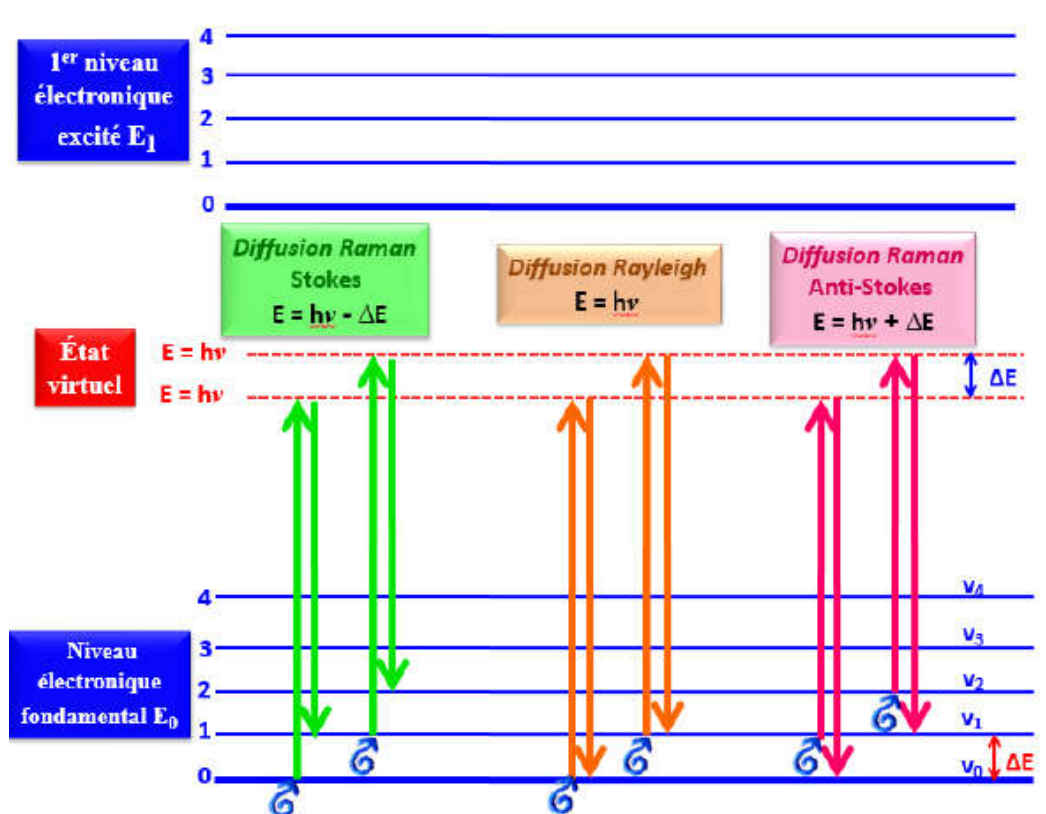 4
3
2
1
0
1er niveau
électronique
excité E1
Diffusion Raman
Stokes
E = hν - ΔE
Diffusion Rayleigh
E = hν
Diffusion Raman
Anti-Stokes
E = hν + ΔE
État
virtuel
E = hν
E = hν
ΔE
4
3
2
1
0
Niveau
électronique
fondamental E0
v4
v3
v2
v1
v0
ΔE